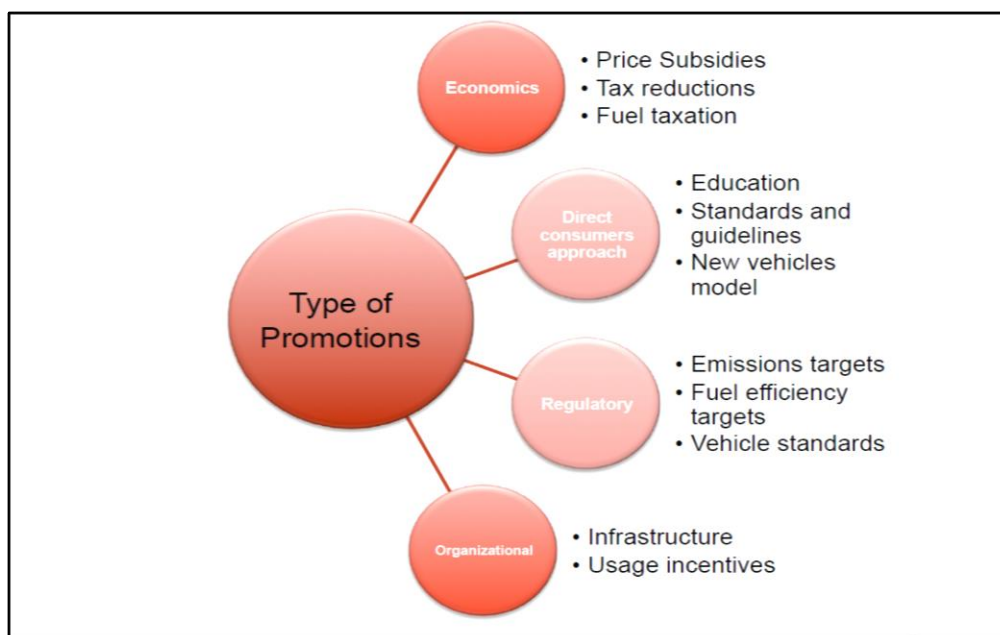 Economics
• Price Subsidies
• Tax reductions
• Fuel taxation
Direct
consumers
approach
• Education
• Standards and
guidelines
• New vehicles
model
Type of
Promotions
Regulatory
• Emissions targets
• Fuel efficiency
targets
• Vehicle standards
Organizational
• Infrastructure
• Usage incentives